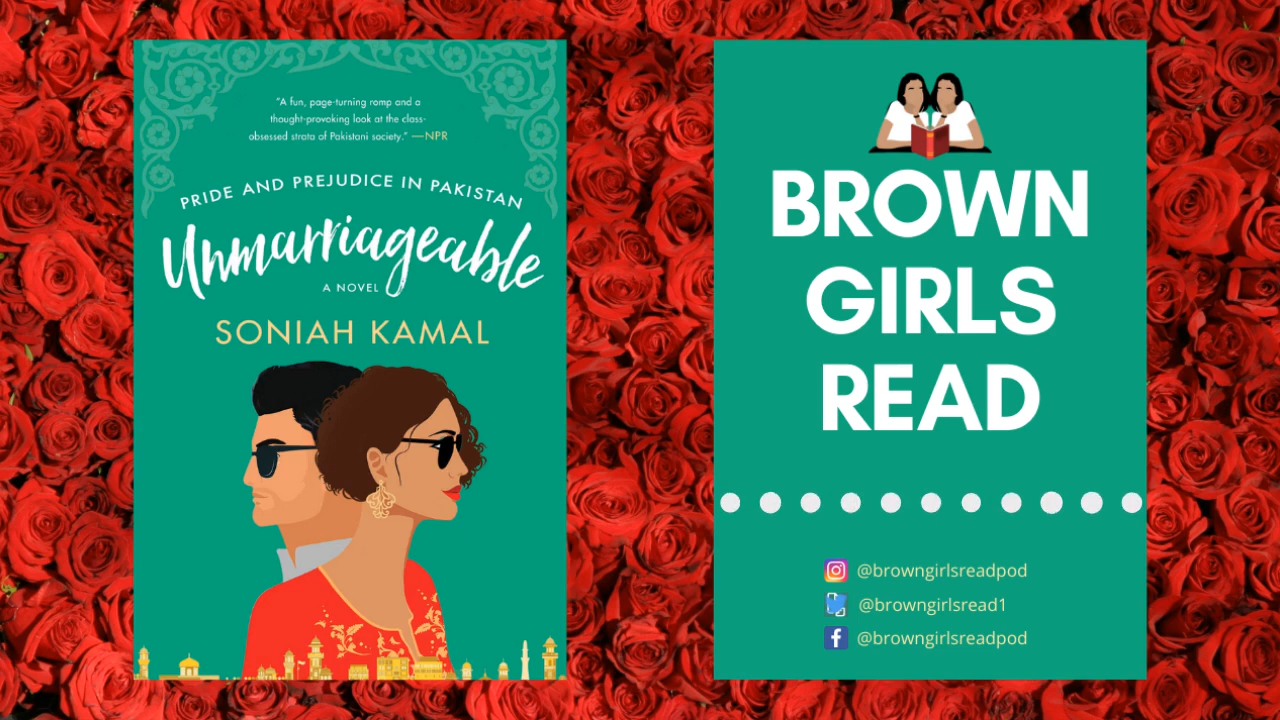 "A fun, page-turning romp and a
thought-provoking look at the class-
obsessed strata of Pakistani society." —NPR
PRIDE AND PREJUDICE IN PAKISTAN
Unmarriageable
A NOVEL
SONIAH KAMAL
BROWN
GIRLS
READ
@browngirlsreadpod
@browngirlsread1
@browngirlsreadpod